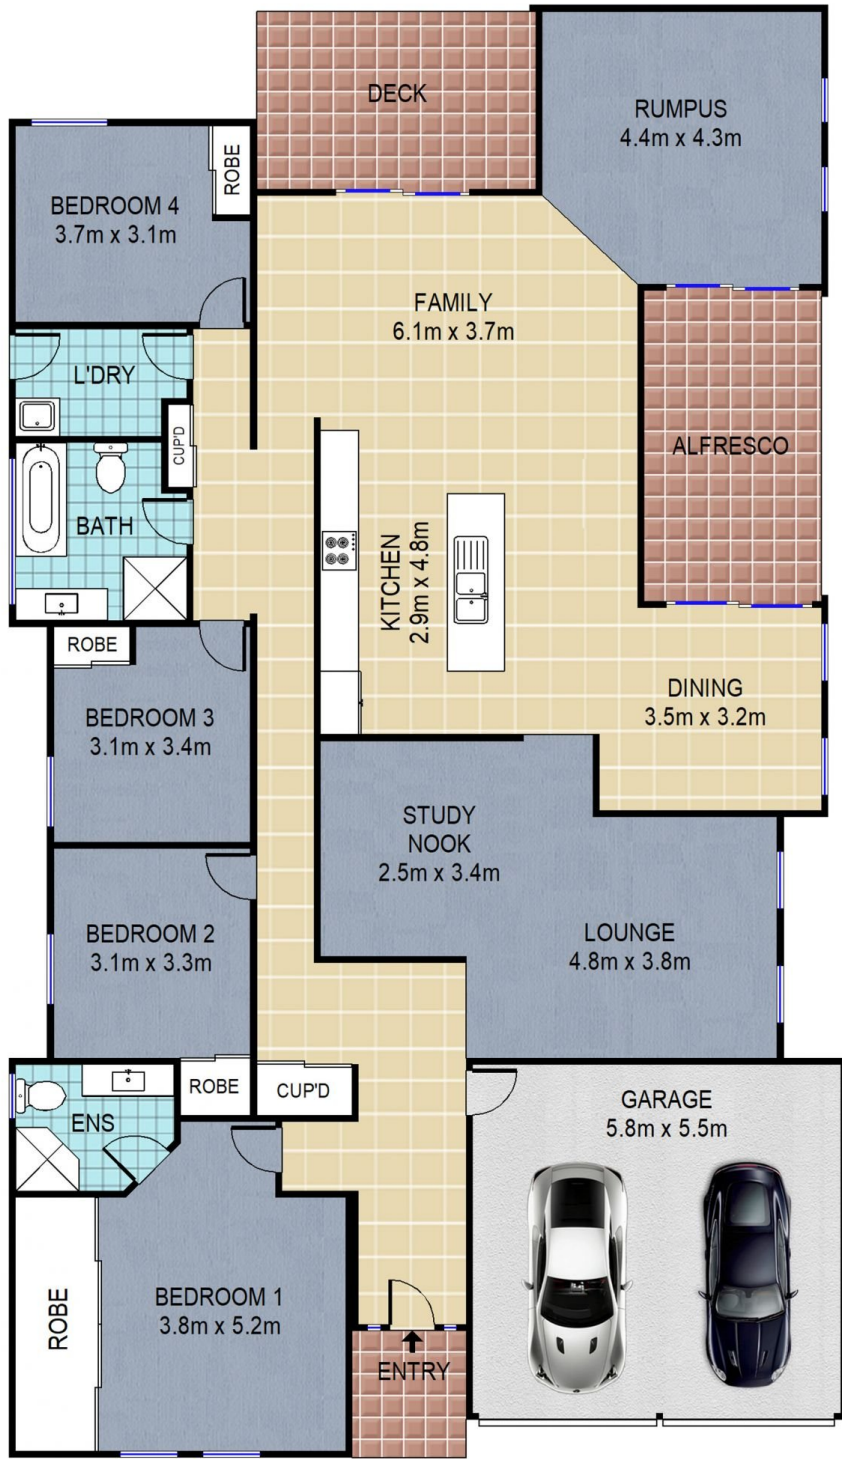 DECK
RUMPUS
4.4m x 4.3m
ROBE
BEDROOM 4
3.7m x 3.1m
FAMILY
6.1m x 3.7m
L'DRY
CUP'D
ALFRESCO
BATH
KITCHEN
2.9m x 4.8m
ROBE
BEDROOM 3
3.1m x 3.4m
DINING
3.5m x 3.2m
STUDY
NOOK
2.5m x 3.4m
BEDROOM 2
3.1m x 3.3m
LOUNGE
4.8m x 3.8m
ROBE
CUP'D
ENS
GARAGE
5.8m x 5.5m
ROBE
BEDROOM 1
3.8m x 5.2m
ENTRY